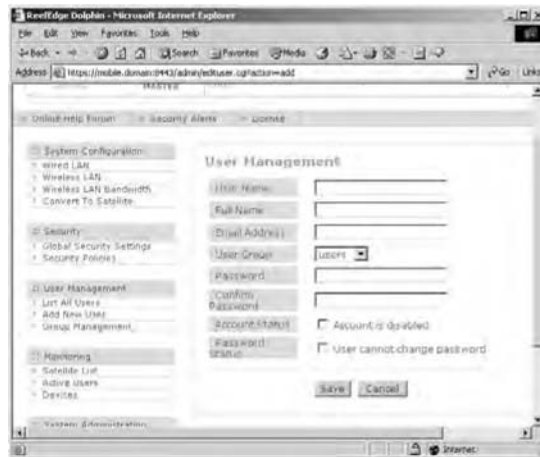 ReefEdge Dolphin - Microsoft Internet Explorer
File Edit View Favorites Tools Help
Back Search Favorites Media
Address https://mobile.domain:8443/admin/edituser.cgi?action=add Go Links
MASTER
Online Help Forum Security Alerts License
System Configuration
Wired LAN
Wireless LAN
Wireless LAN Bandwidth
Convert To Satellite
Security
Global Security Settings
Security Policies
User Management
List All Users
Add New User
Group Management
Monitoring
Satellite List
Active Users
Devices
System Administration
User Management
User Name
Full Name
Email Address
User Group users
Password
Confirm Password
Account Status Account is disabled
Password Status User cannot change password
Save Cancel
Internet